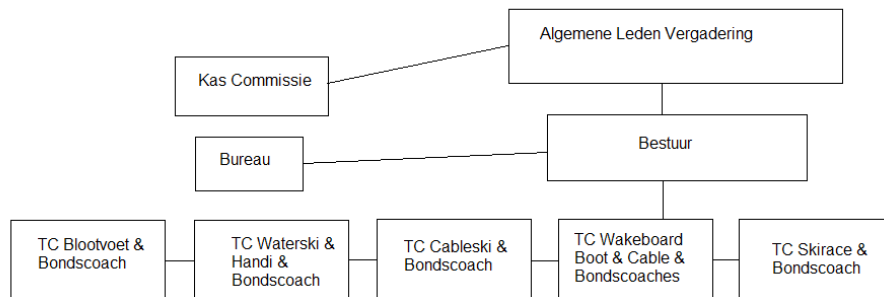 Algemene Leden Vergadering
Kas Commissie
Bestuur
Bureau
TC Blootvoet &
Bondscoach
TC Waterski &
Handi &
Bondscoach
TC Cableski &
Bondscoach
TC Wakeboard
Boot & Cable &
Bondscoaches
TC Skirace &
Bondscoach